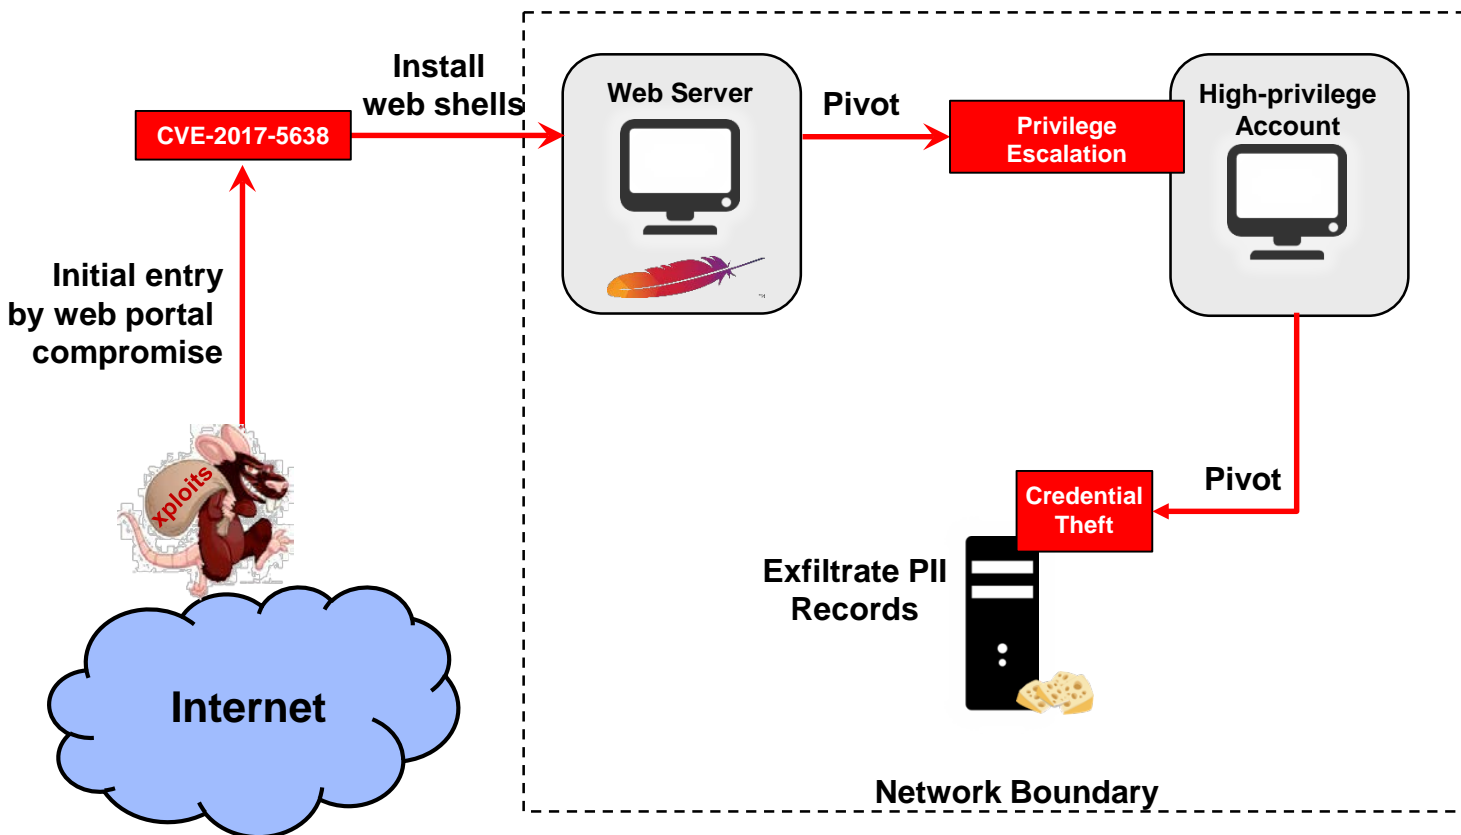 Install
web shells
CVE-2017-5638
Web Server
Pivot
Privilege
Escalation
High-privilege
Account
Initial entry
by web portal
compromise
xploits
TM
Internet
Pivot
Credential
Theft
Exfiltrate PII
Records
Network Boundary